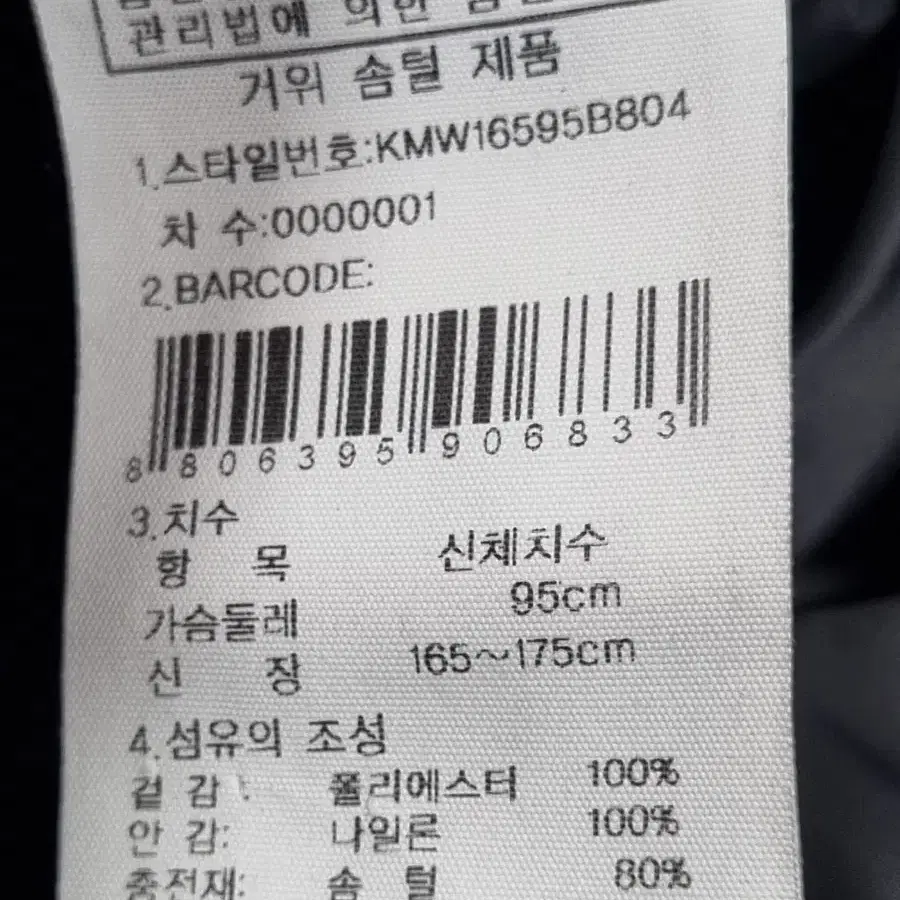 관리법에 의한
거위 솜털 제품
1.스타일번호:KMW16595B804
차 수:0000001
2.BARCODE:
8 806395 906833
3.치수
항 목 신체치수
가슴둘레 95cm
신 장 165~175cm
4.섬유의 조성
겉 감: 폴리에스터 100%
안 감: 나일론 100%
충전재: 솜 털 80%